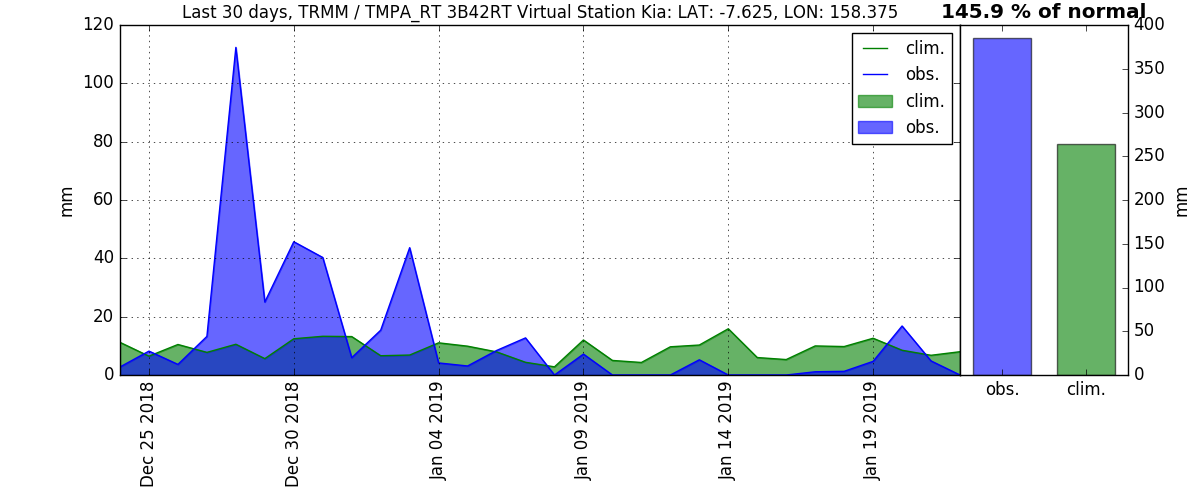 Last 30 days, TRMM / TMPA_RT 3B42RT Virtual Station Kia: LAT: -7.625, LON: 158.375
145.9 % of normal
120
100
80
60
40
20
0
mm
clim.
obs.
clim.
obs.
Dec 25 2018
Dec 30 2018
Jan 04 2019
Jan 09 2019
Jan 14 2019
Jan 19 2019
400
350
300
250
200
150
100
50
0
mm
obs.
clim.